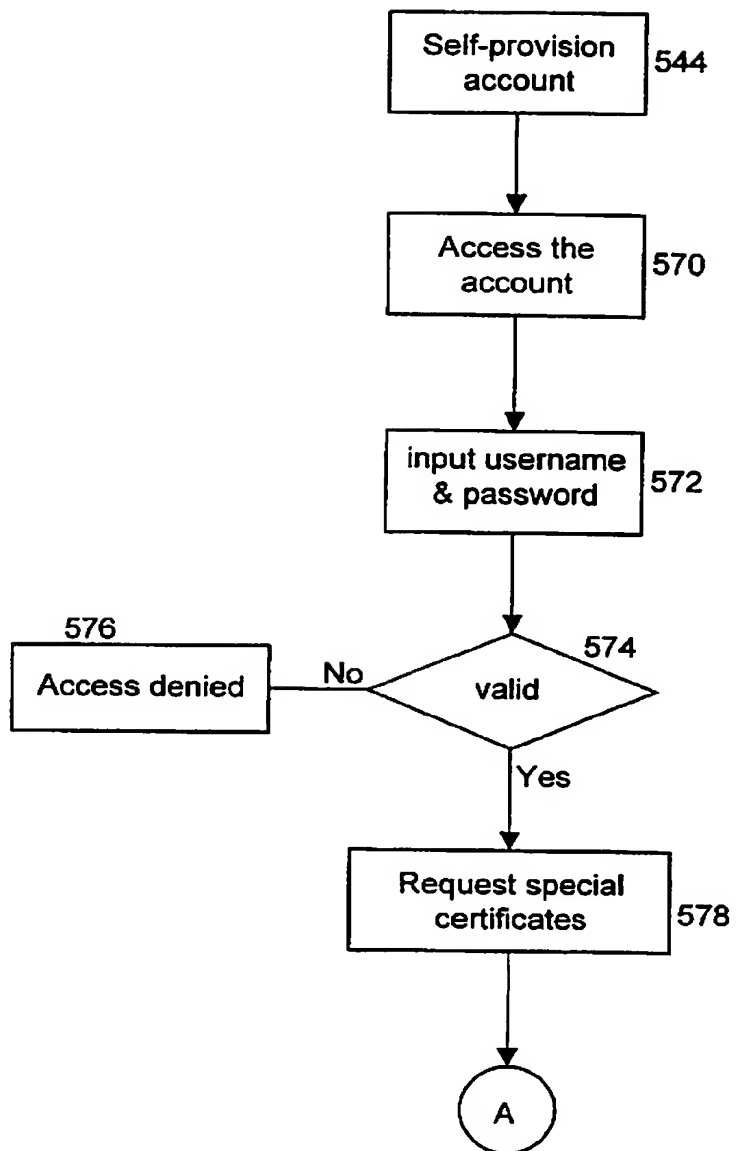 Self-provision
account
544
Access the
account
570
input username
& password
572
576
Access denied
No
574
valid
Yes
Request special
certificates
578
A